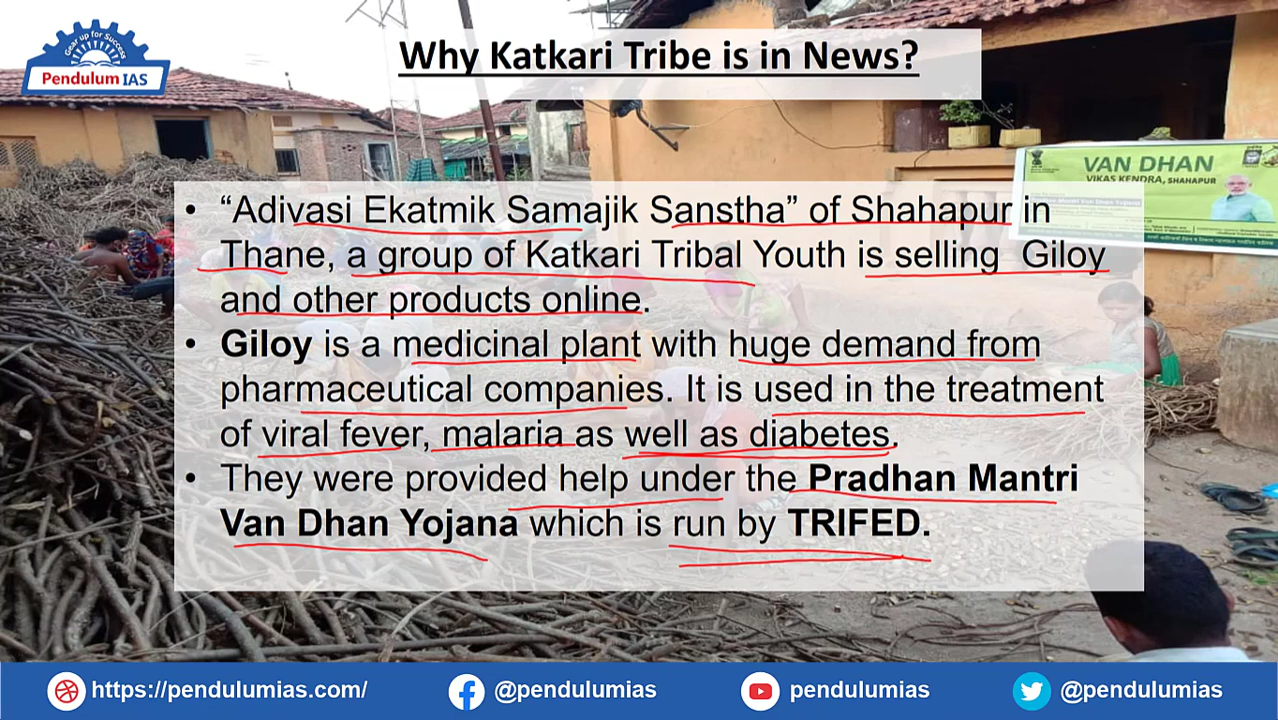 Gear up for Success
Pendulum IAS
Why Katkari Tribe is in News?
VAN DHAN
VIKAS KENDRA, SHAHAPUR
• “Adivasi Ekatmik Samajik Sanstha” of Shahapur in
Thane, a group of Katkari Tribal Youth is selling Giloy
and other products online.
• Giloy is a medicinal plant with huge demand from
pharmaceutical companies. It is used in the treatment
of viral fever, malaria as well as diabetes.
• They were provided help under the Pradhan Mantri
Van Dhan Yojana which is run by TRIFED.
https://pendulumias.com/
@pendulumias
pendulumias
@pendulumias